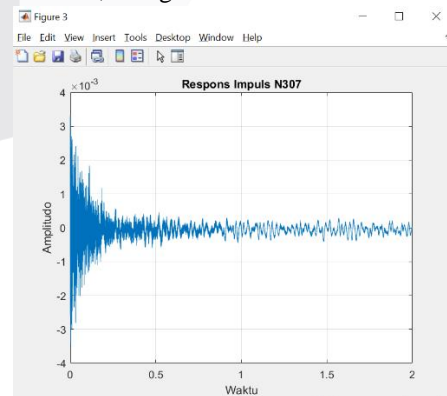 Figure 3
File Edit View Insert Tools Desktop Window Help
×10⁻³
Respons Impuls N307
4
3
2
1
0
-1
-2
-3
-4
Amplitudo
0 0.5 1 1.5 2
Waktu